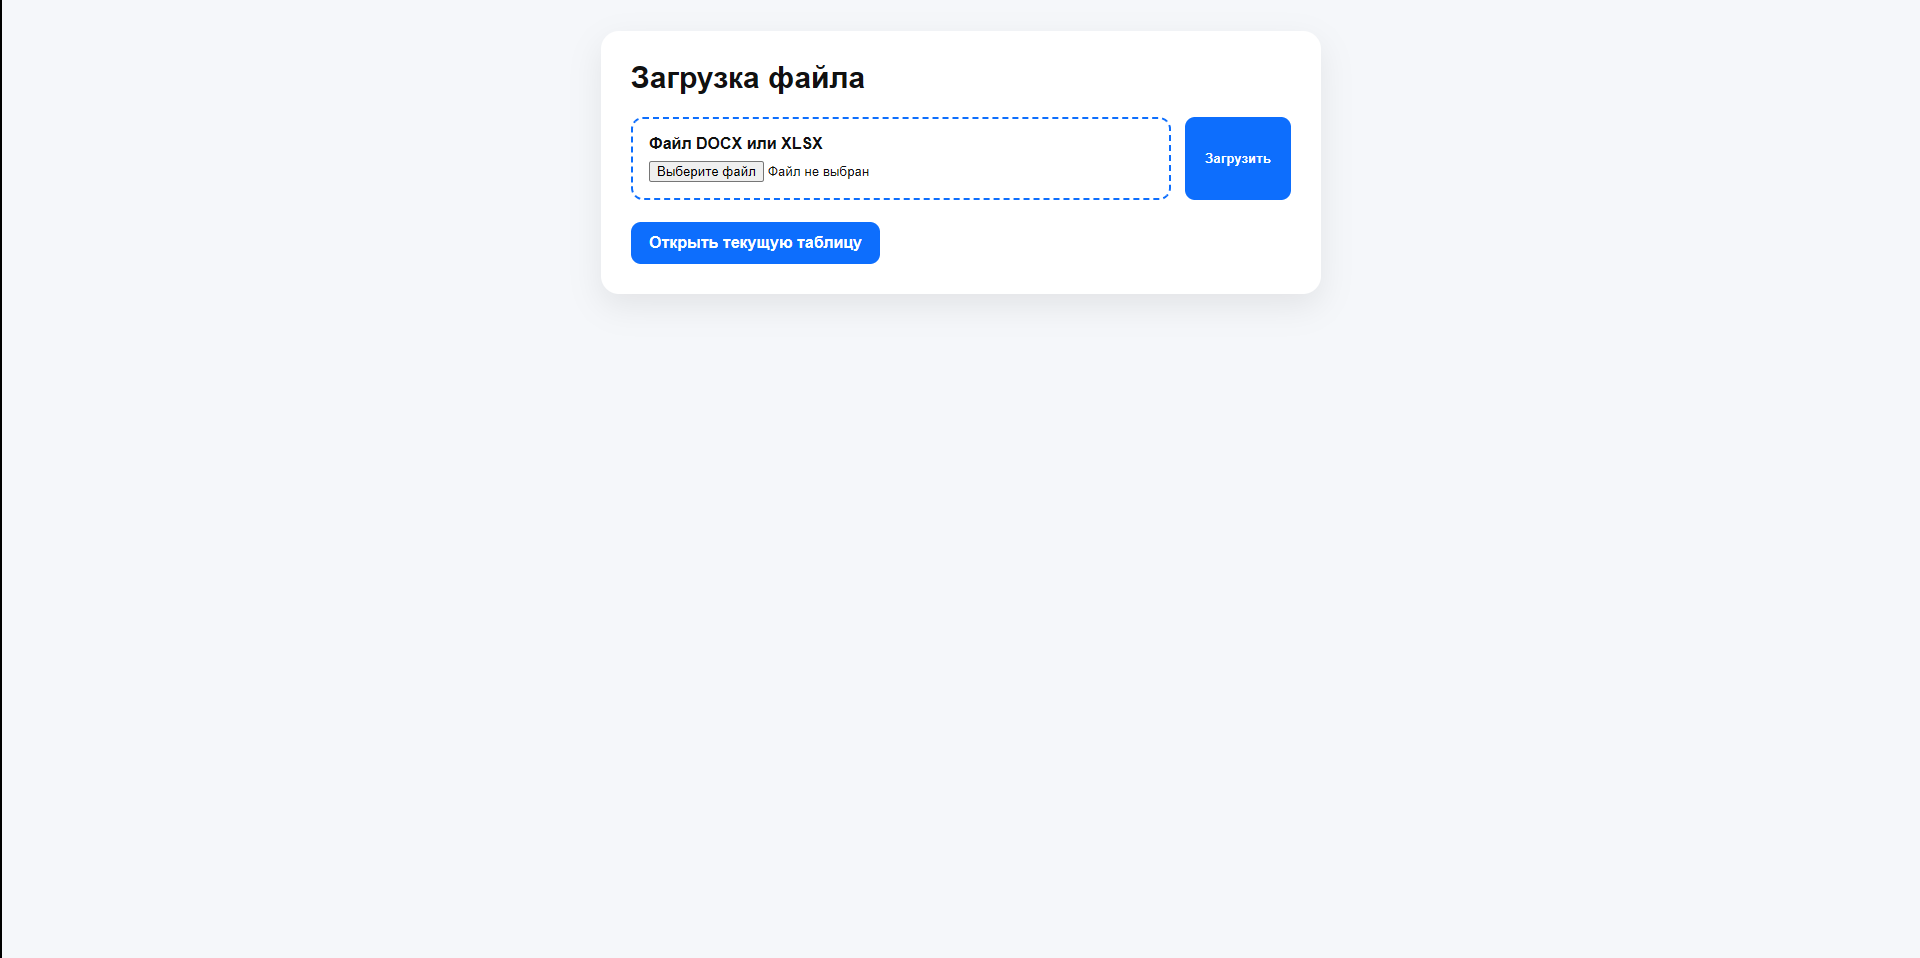 Загрузка файла
Файл DOCX или XLSX
Выберите файл Файл не выбран
Загрузить
Открыть текущую таблицу